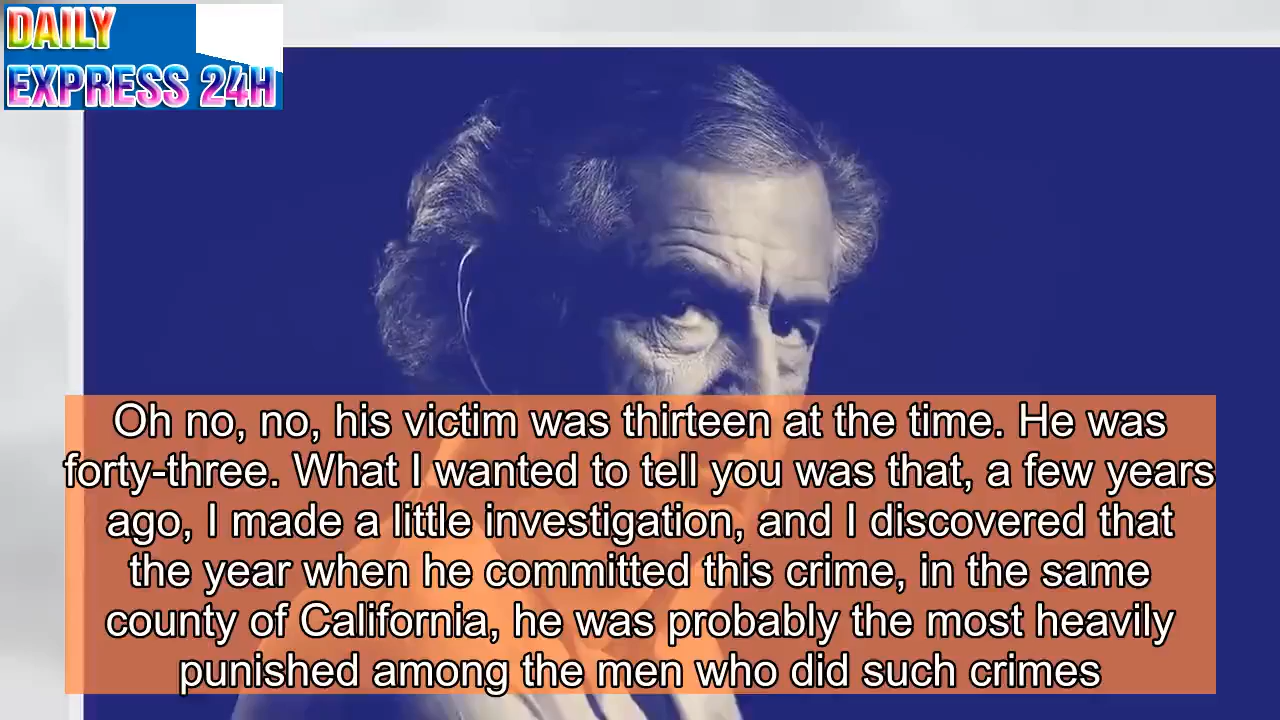 DAILY
EXPRESS 24H
Oh no, no, his victim was thirteen at the time. He was
forty-three. What I wanted to tell you was that, a few years
ago, I made a little investigation, and I discovered that
the year when he committed this crime, in the same
county of California, he was probably the most heavily
punished among the men who did such crimes